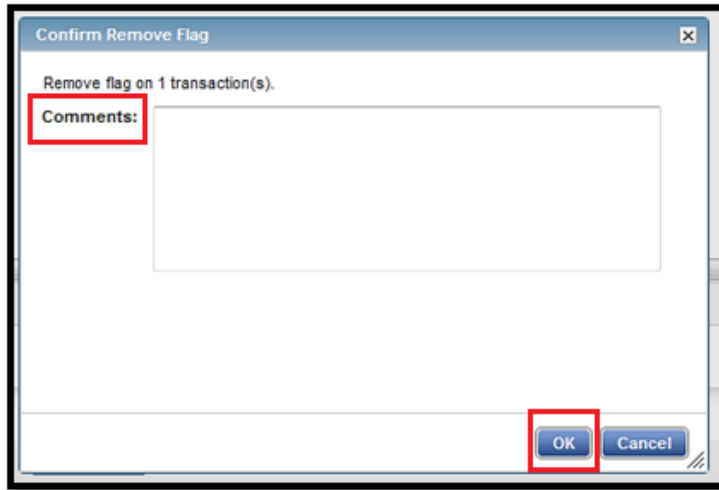 Confirm Remove Flag
Remove flag on 1 transaction(s).
Comments:
OK Cancel